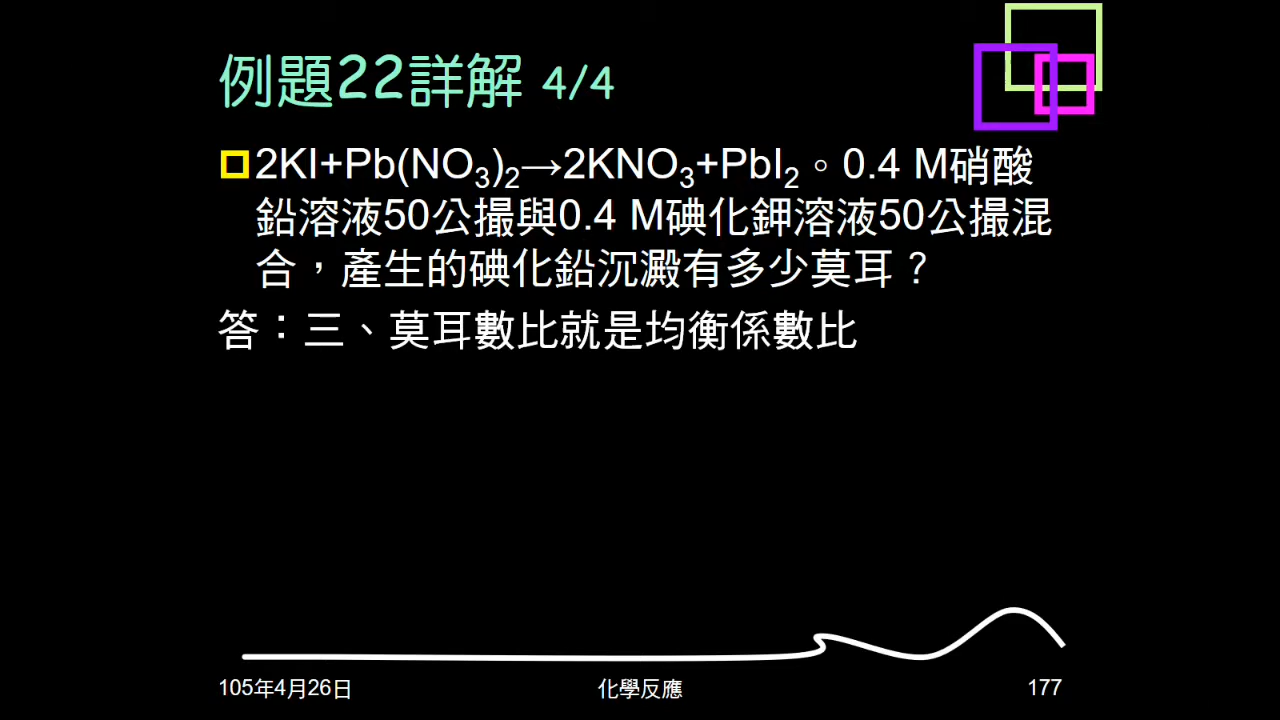 例題22詳解 4/4
2KI+Pb(NO₃)₂→2KNO₃+PbI₂。0.4 M硝酸
鉛溶液50公撮與0.4 M碘化鉀溶液50公撮混
合，產生的碘化鉛沉澱有多少莫耳？
答：三、莫耳數比就是均衡係數比
105年4月26日
化學反應
177